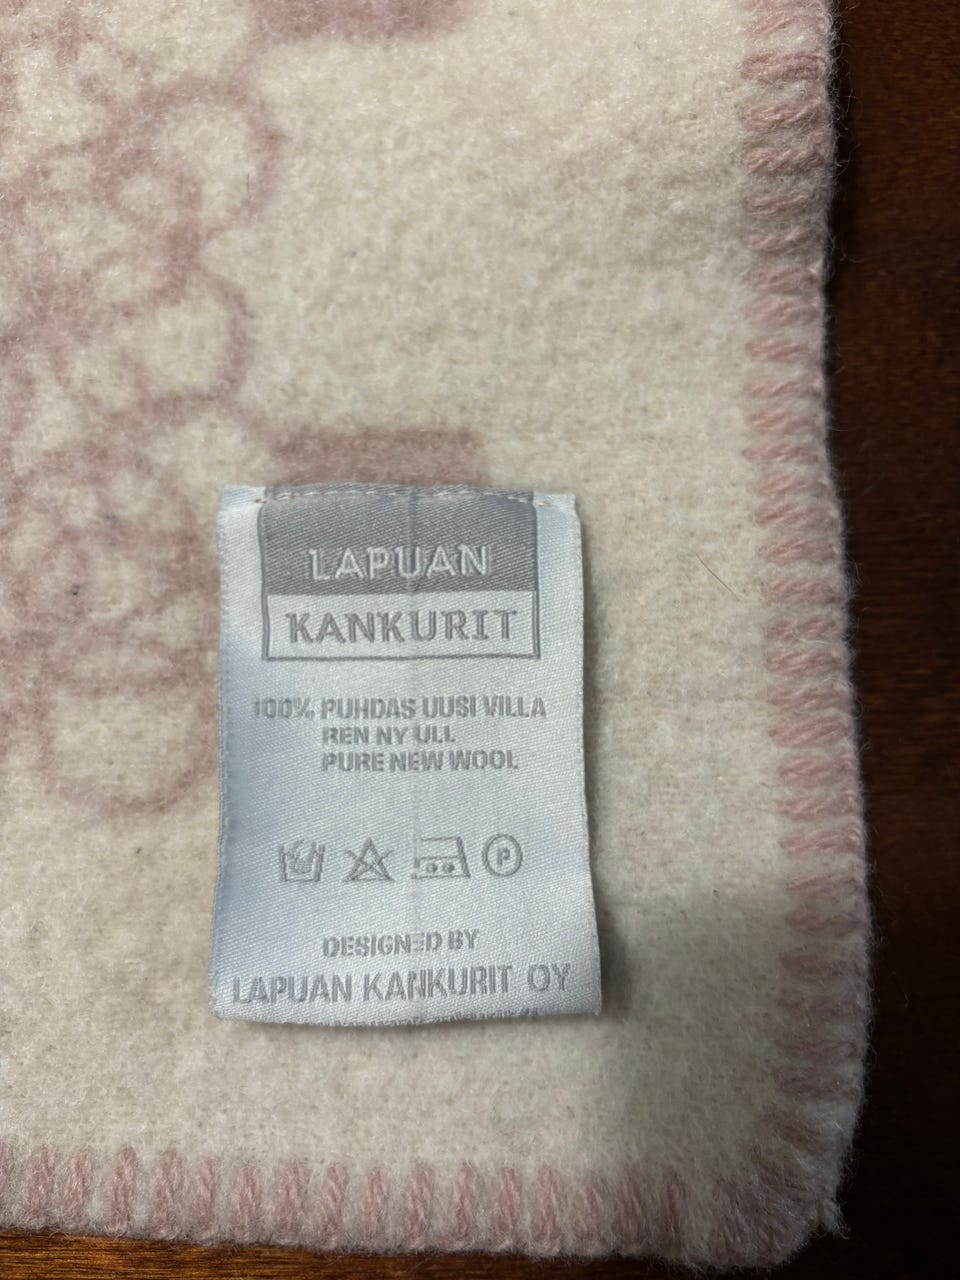 LAPUAN
KANKURIT
100% PUHDAS UUSI VILLA
REN NY ULL
PURE NEW WOOL
P
DESIGNED BY
LAPUAN KANKURIT OY